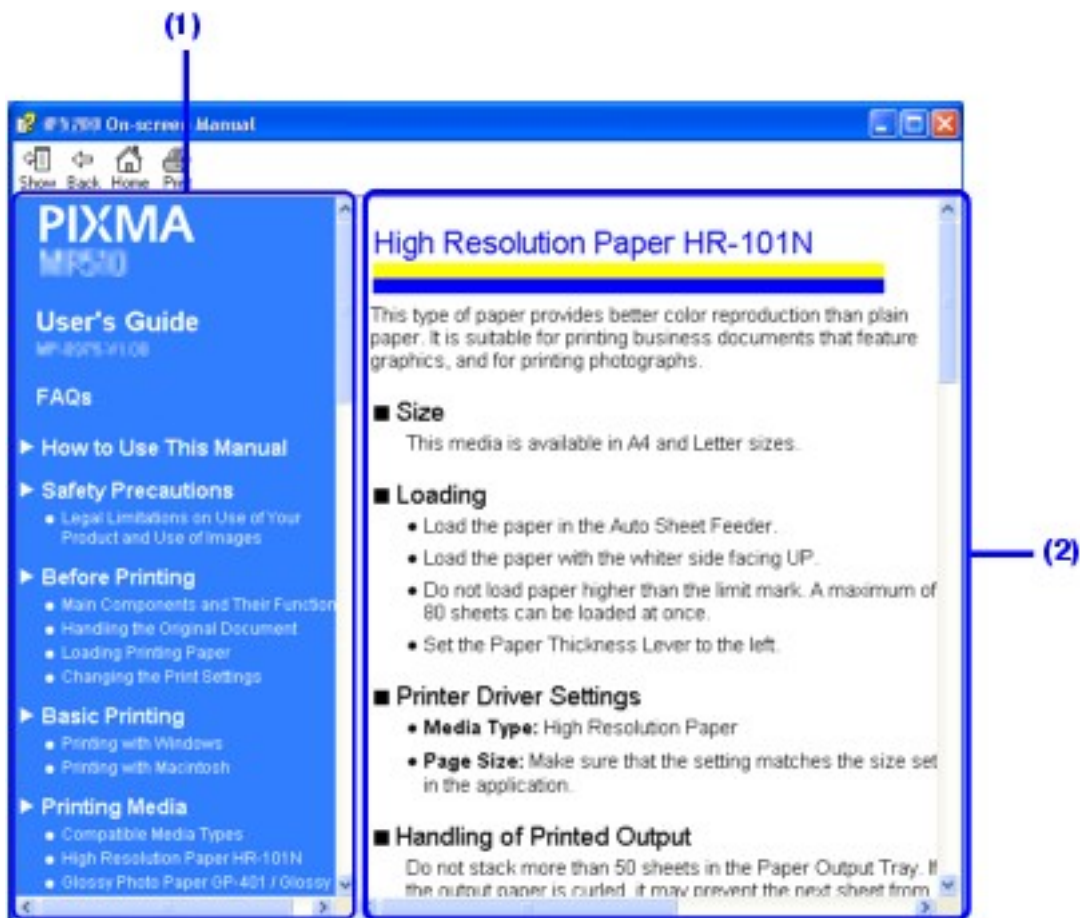 (1)
On-screen Manual
Show Back Home Print
PIXMA
User's Guide
FAQs
How to Use This Manual
Safety Precautions
Legal Limitations on Use of Your
Product and Use of Images
Before Printing
Main Components and Their Function
Handling the Original Document
Loading Printing Paper
Changing the Print Settings
Basic Printing
Printing with Windows
Printing with Macintosh
Printing Media
Compatible Media Types
High Resolution Paper HR-101N
Glossy Photo Paper GP-401 / Glossy
High Resolution Paper HR-101N
This type of paper provides better color reproduction than plain
paper. It is suitable for printing business documents that feature
graphics, and for printing photographs.
■ Size
This media is available in A4 and Letter sizes.
■ Loading
• Load the paper in the Auto Sheet Feeder.
• Load the paper with the whiter side facing UP.
• Do not load paper higher than the limit mark. A maximum of
80 sheets can be loaded at once.
• Set the Paper Thickness Lever to the left.
■ Printer Driver Settings
• Media Type: High Resolution Paper
• Page Size: Make sure that the setting matches the size set
in the application.
■ Handling of Printed Output
Do not stack more than 50 sheets in the Paper Output Tray. If
the output paper is curled, it may prevent the next sheet from
(2)